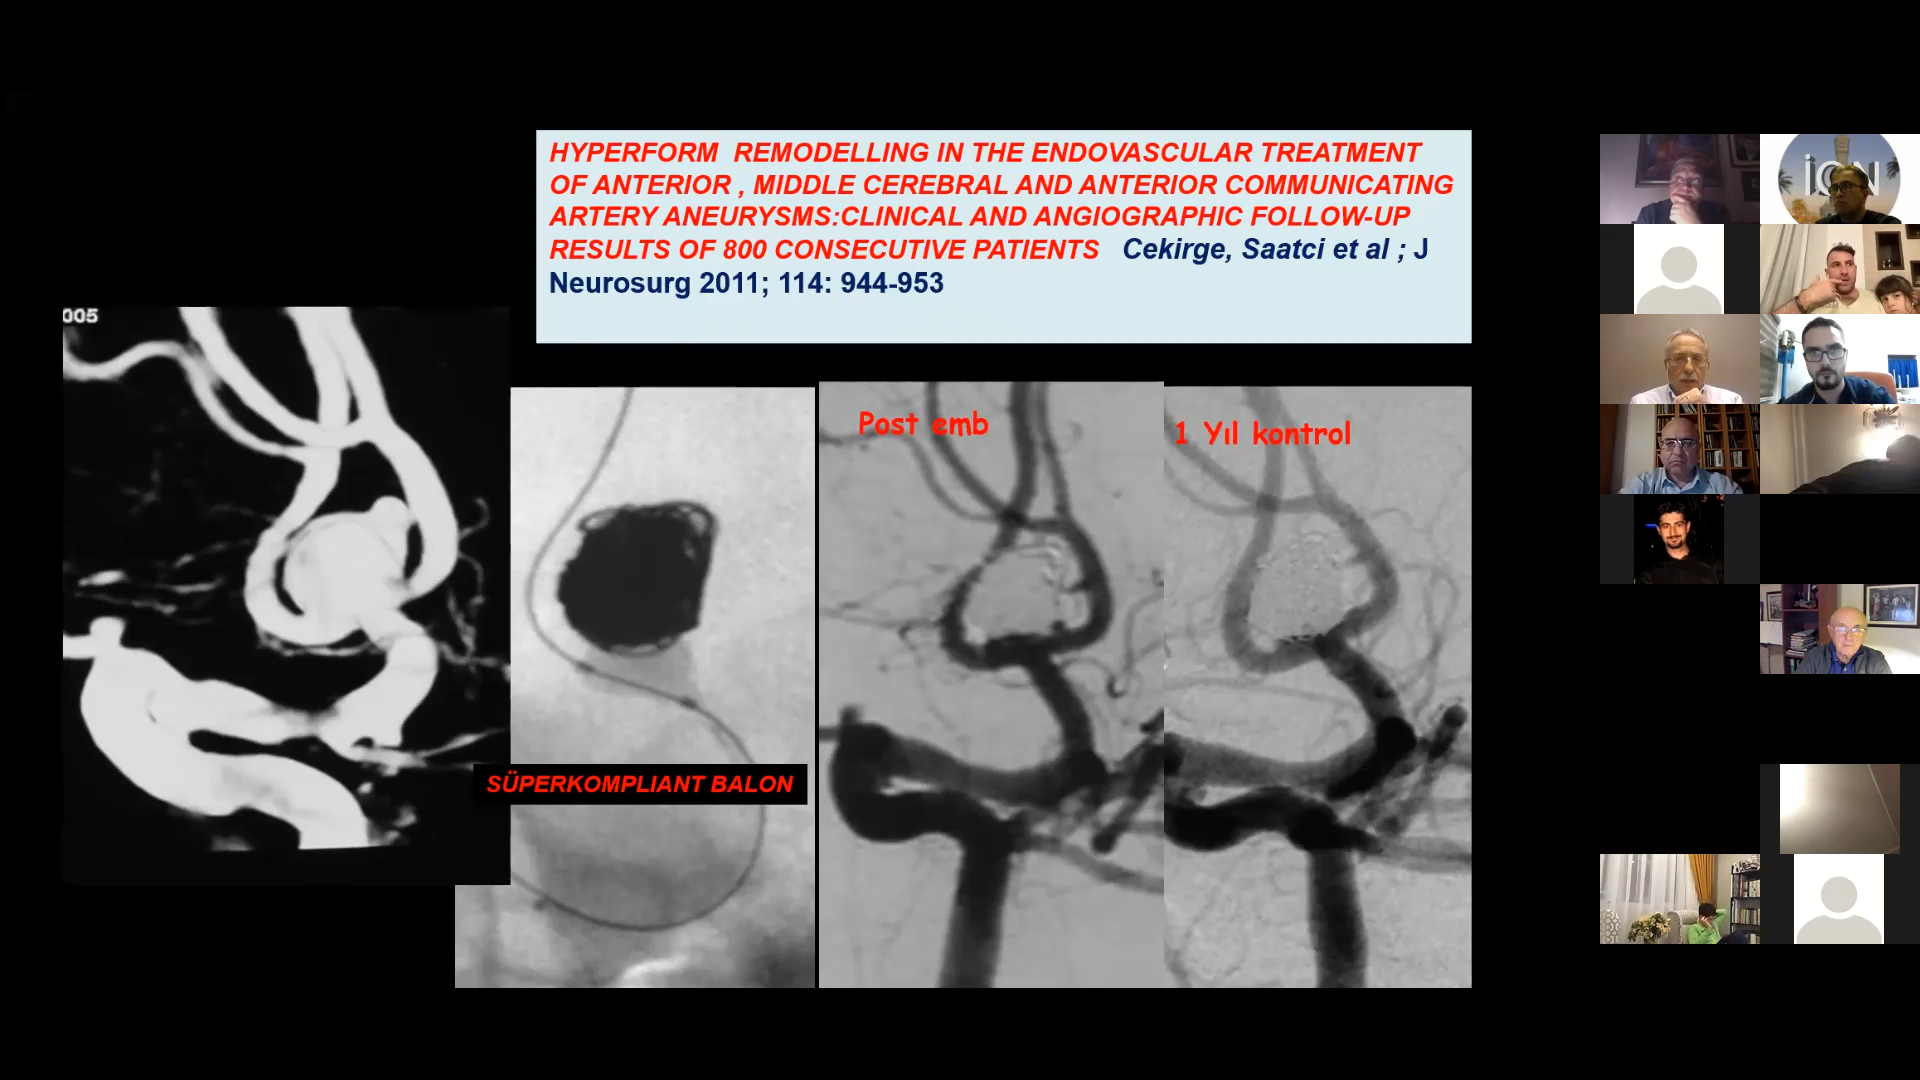 HYPERFORM REMODELLING IN THE ENDOVASCULAR TREATMENT
OF ANTERIOR , MIDDLE CEREBRAL AND ANTERIOR COMMUNICATING
ARTERY ANEURYSMS:CLINICAL AND ANGIOGRAPHIC FOLLOW-UP
RESULTS OF 800 CONSECUTIVE PATIENTS Cekirge, Saatci et al ; J
Neurosurg 2011; 114: 944-953
005
Post emb
1 Yıl kontrol
SÜPERKOMPLIANT BALON